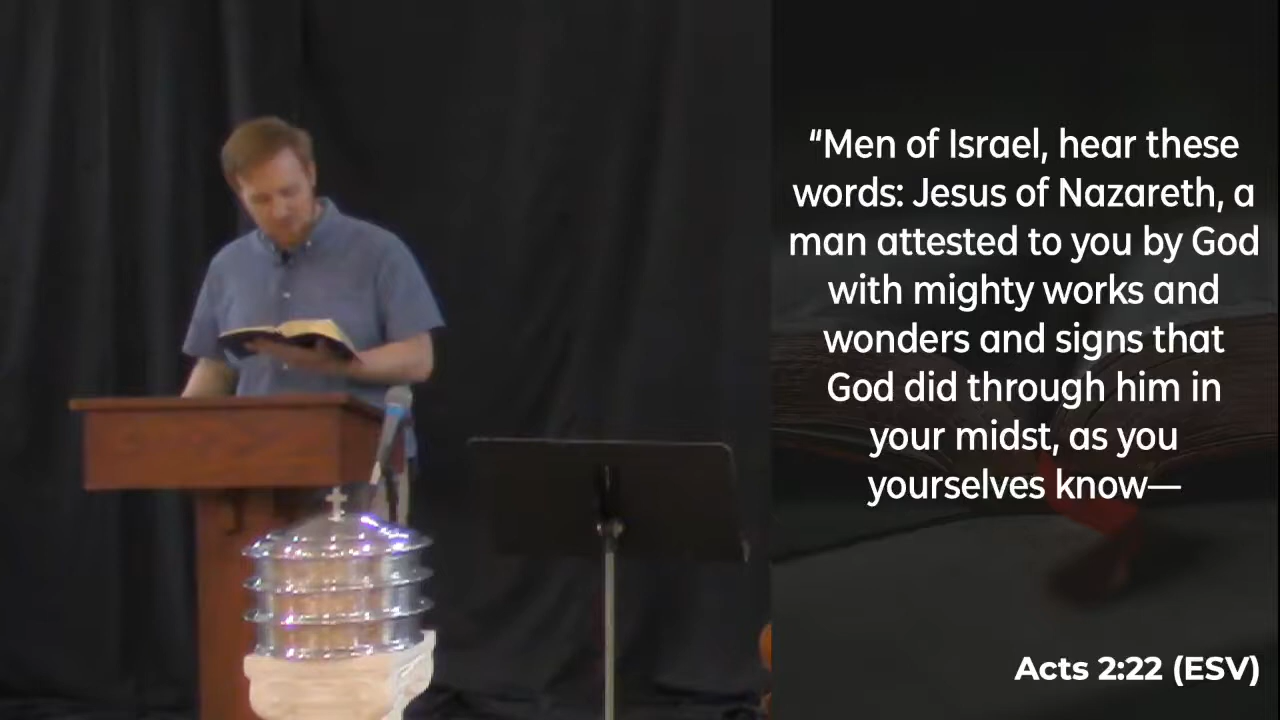 “Men of Israel, hear these
words: Jesus of Nazareth, a
man attested to you by God
with mighty works and
wonders and signs that
God did through him in
your midst, as you
yourselves know—
Acts 2:22 (ESV)